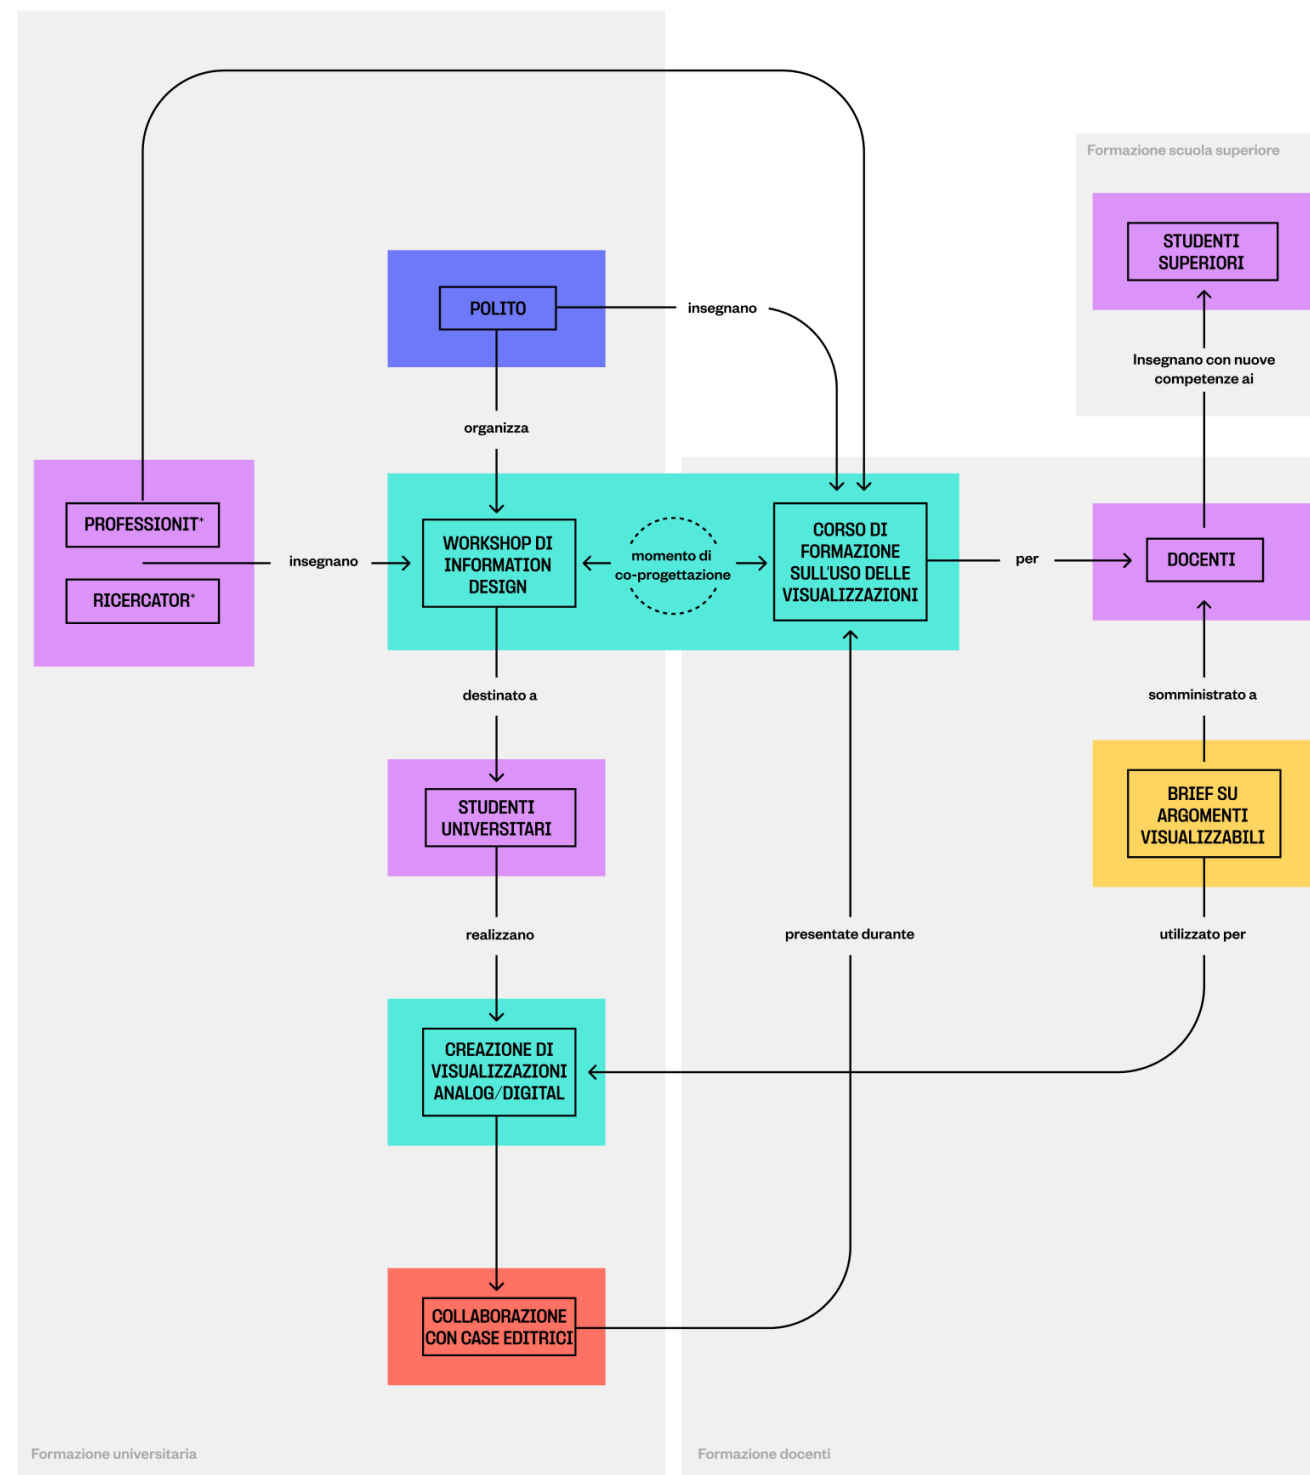 Formazione scuola superiore
STUDENTI
SUPERIORI
POLITO
insegnano
Insegnano con nuove
competenze ai
organizza
PROFESSIONIT*
RICERCATOR*
insegnano
WORKSHOP DI
INFORMATION
DESIGN
momento di
co-progettazione
CORSO DI
FORMAZIONE
SULL'USO DELLE
VISUALIZZAZIONI
per
DOCENTI
destinato a
somministrato a
STUDENTI
UNIVERSITARI
BRIEF SU
ARGOMENTI
VISUALIZZABILI
realizzano
presentate durante
utilizzato per
CREAZIONE DI
VISUALIZZAZIONI
ANALOG/DIGITAL
COLLABORAZIONE
CON CASE EDITRICI
Formazione universitaria
Formazione docenti